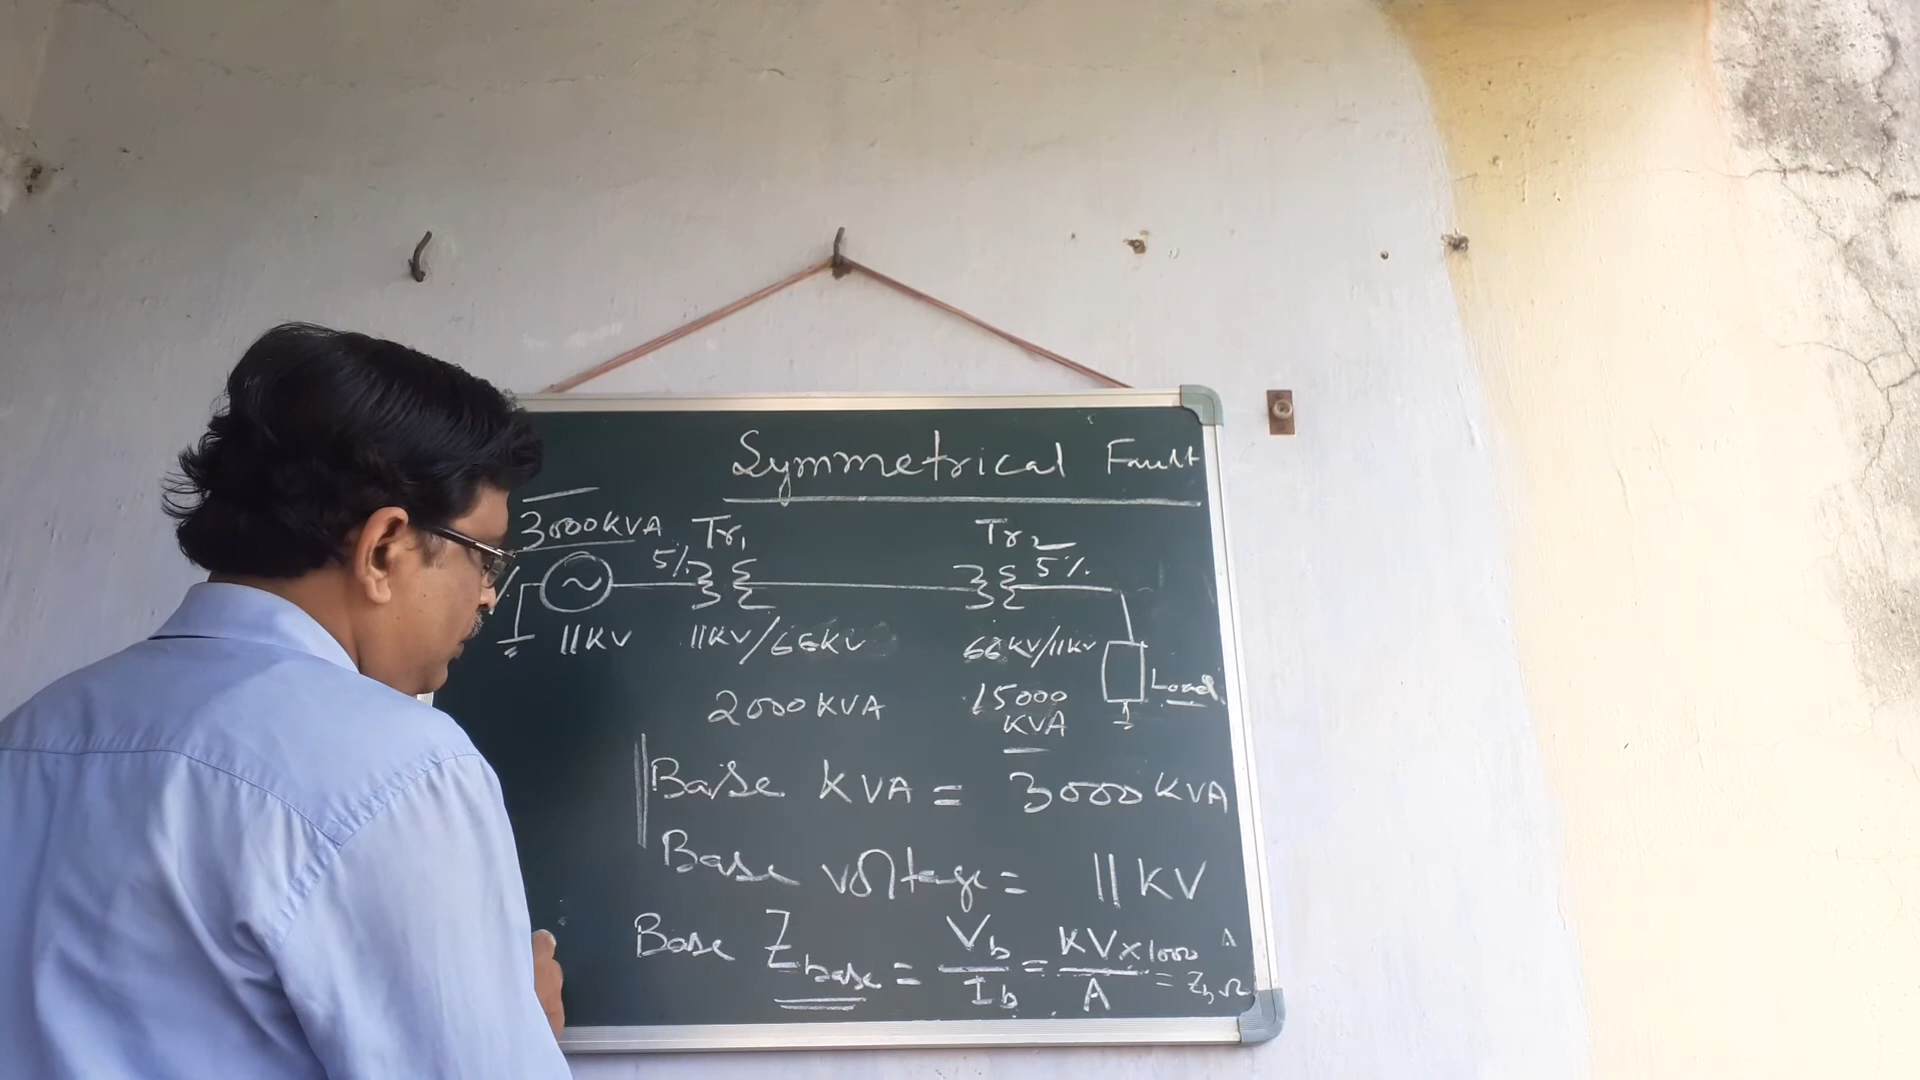 Symmetrical Fault
3000KVA Tr1 Tr2
5% 5%
~
11KV 11KV/66KV 66KV/11KV
Load
2000KVA 15000
KVA
Base KVA = 3000KVA
Base voltage = 11KV
Base Zbase = Vb/Ib = KV×1000/A = Zb Ω